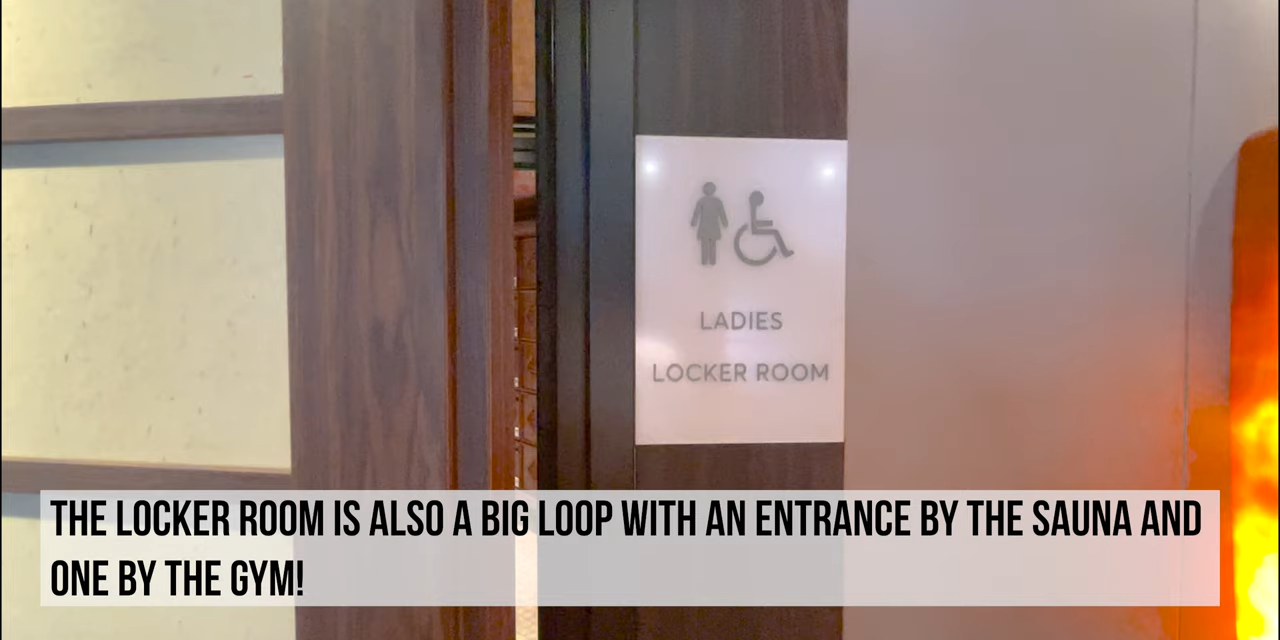 LADIES
LOCKER ROOM
THE LOCKER ROOM IS ALSO A BIG LOOP WITH AN ENTRANCE BY THE SAUNA AND
ONE BY THE GYM!